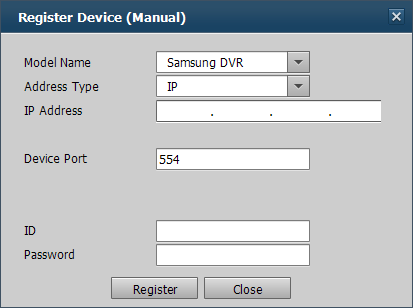 Register Device (Manual)
Model Name Samsung DVR
Address Type IP
IP Address . . .
Device Port 554
ID
Password
Register Close